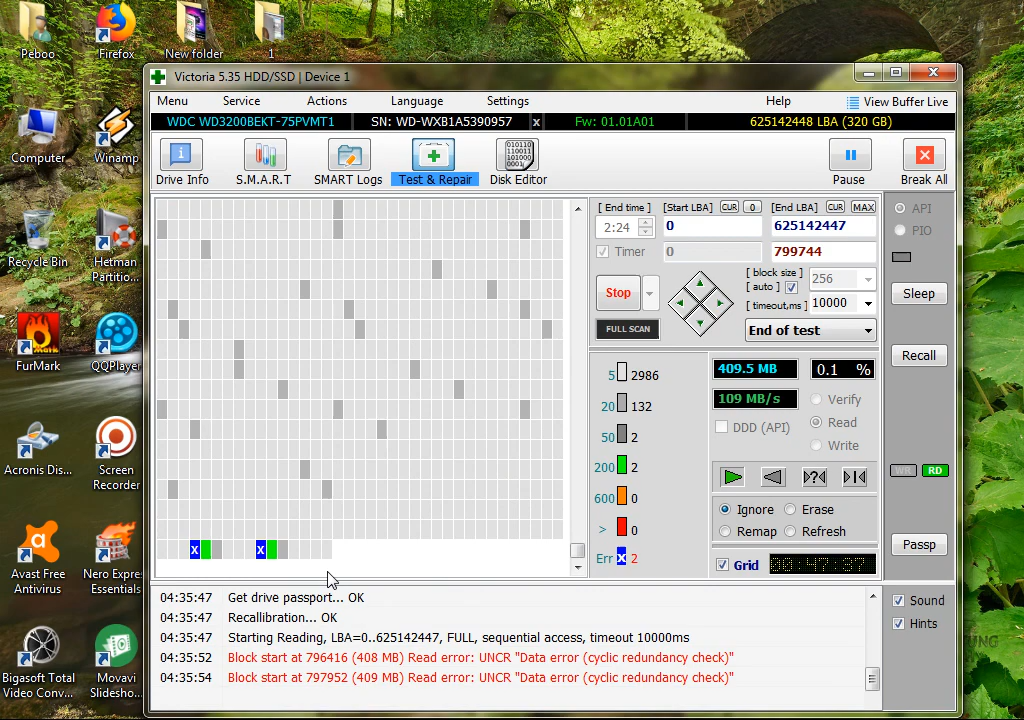 Peboo
Firefox
New folder
1
Computer
Winamp
Recycle Bin
Hetman
Partitio...
FurMark
QQPlayer
Acronis Dis...
Screen
Recorder
Avast Free
Antivirus
Nero Expre
Essentials
Bigasoft Total
Video Conv...
Movavi
Slidesho...
Victoria 5.35 HDD/SSD | Device 1
Menu Service Actions Language Settings Help View Buffer Live
WDC WD3200BEKT-75PVMT1 SN: WD-WXB1A5390957 x Fw: 01.01A01 625142448 LBA (320 GB)
Drive Info S.M.A.R.T SMART Logs Test & Repair Disk Editor Pause Break All
[ End time ] [Start LBA] CUR 0 [End LBA] CUR MAX
2:24 0 625142447
Timer 0 799744
[ block size ] 256
[ auto ]
[ timeout,ms ] 10000
Stop
FULL SCAN
End of test
5 2986
20 132
50 2
200 2
600 0
> 0
Err x 2
409.5 MB 0.1 %
109 MB/s
Verify
DDD (API) Read
Write
Ignore Erase
Remap Refresh
Grid 00:47:37
API
PIO
Sleep
Recall
WR RD
Passp
Sound
Hints
x x
04:35:47 Get drive passport... OK
04:35:47 Recallibration... OK
04:35:47 Starting Reading, LBA=0..625142447, FULL, sequential access, timeout 10000ms
04:35:52 Block start at 796416 (408 MB) Read error: UNCR "Data error (cyclic redundancy check)"
04:35:54 Block start at 797952 (409 MB) Read error: UNCR "Data error (cyclic redundancy check)"